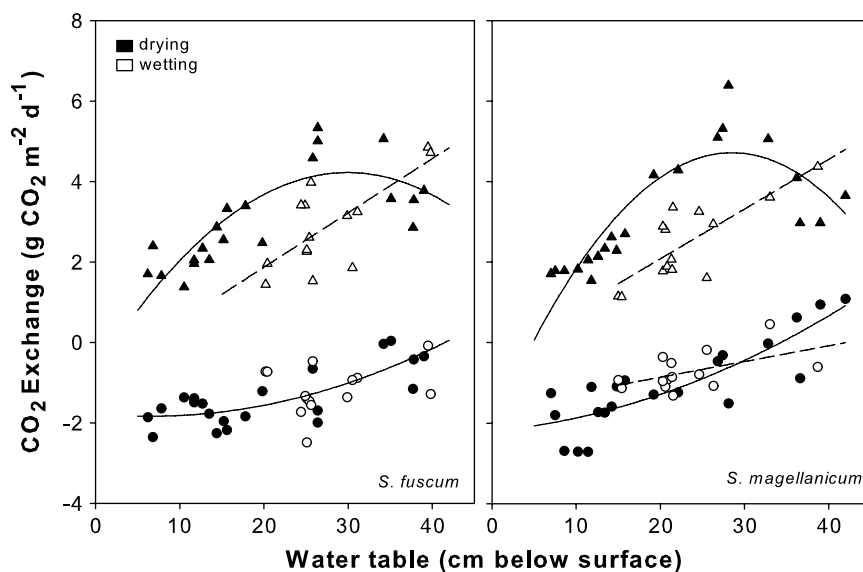 8
6
4
2
0
−2
−4
CO2 Exchange (g CO2 m-2 d-1)
drying
wetting
S. fuscum
S. magellanicum
0 10 20 30 40 0 10 20 30 40
Water table (cm below surface)